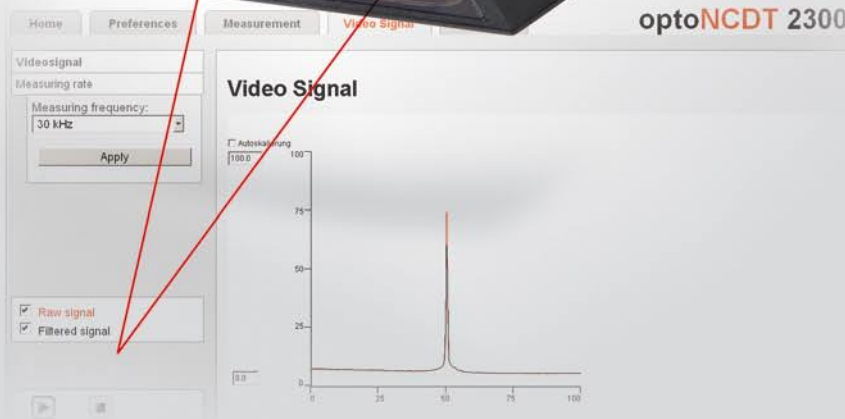 Home Preferences Measurement Video Signal
optoNCDT 2300
Videosignal
Measuring rate
Measuring frequency:
30 kHz
Apply
Raw signal
Filtered signal
Video Signal
Autoskalierung
100.0
100
75
50
25
0
0.0
0 25 50 75 100